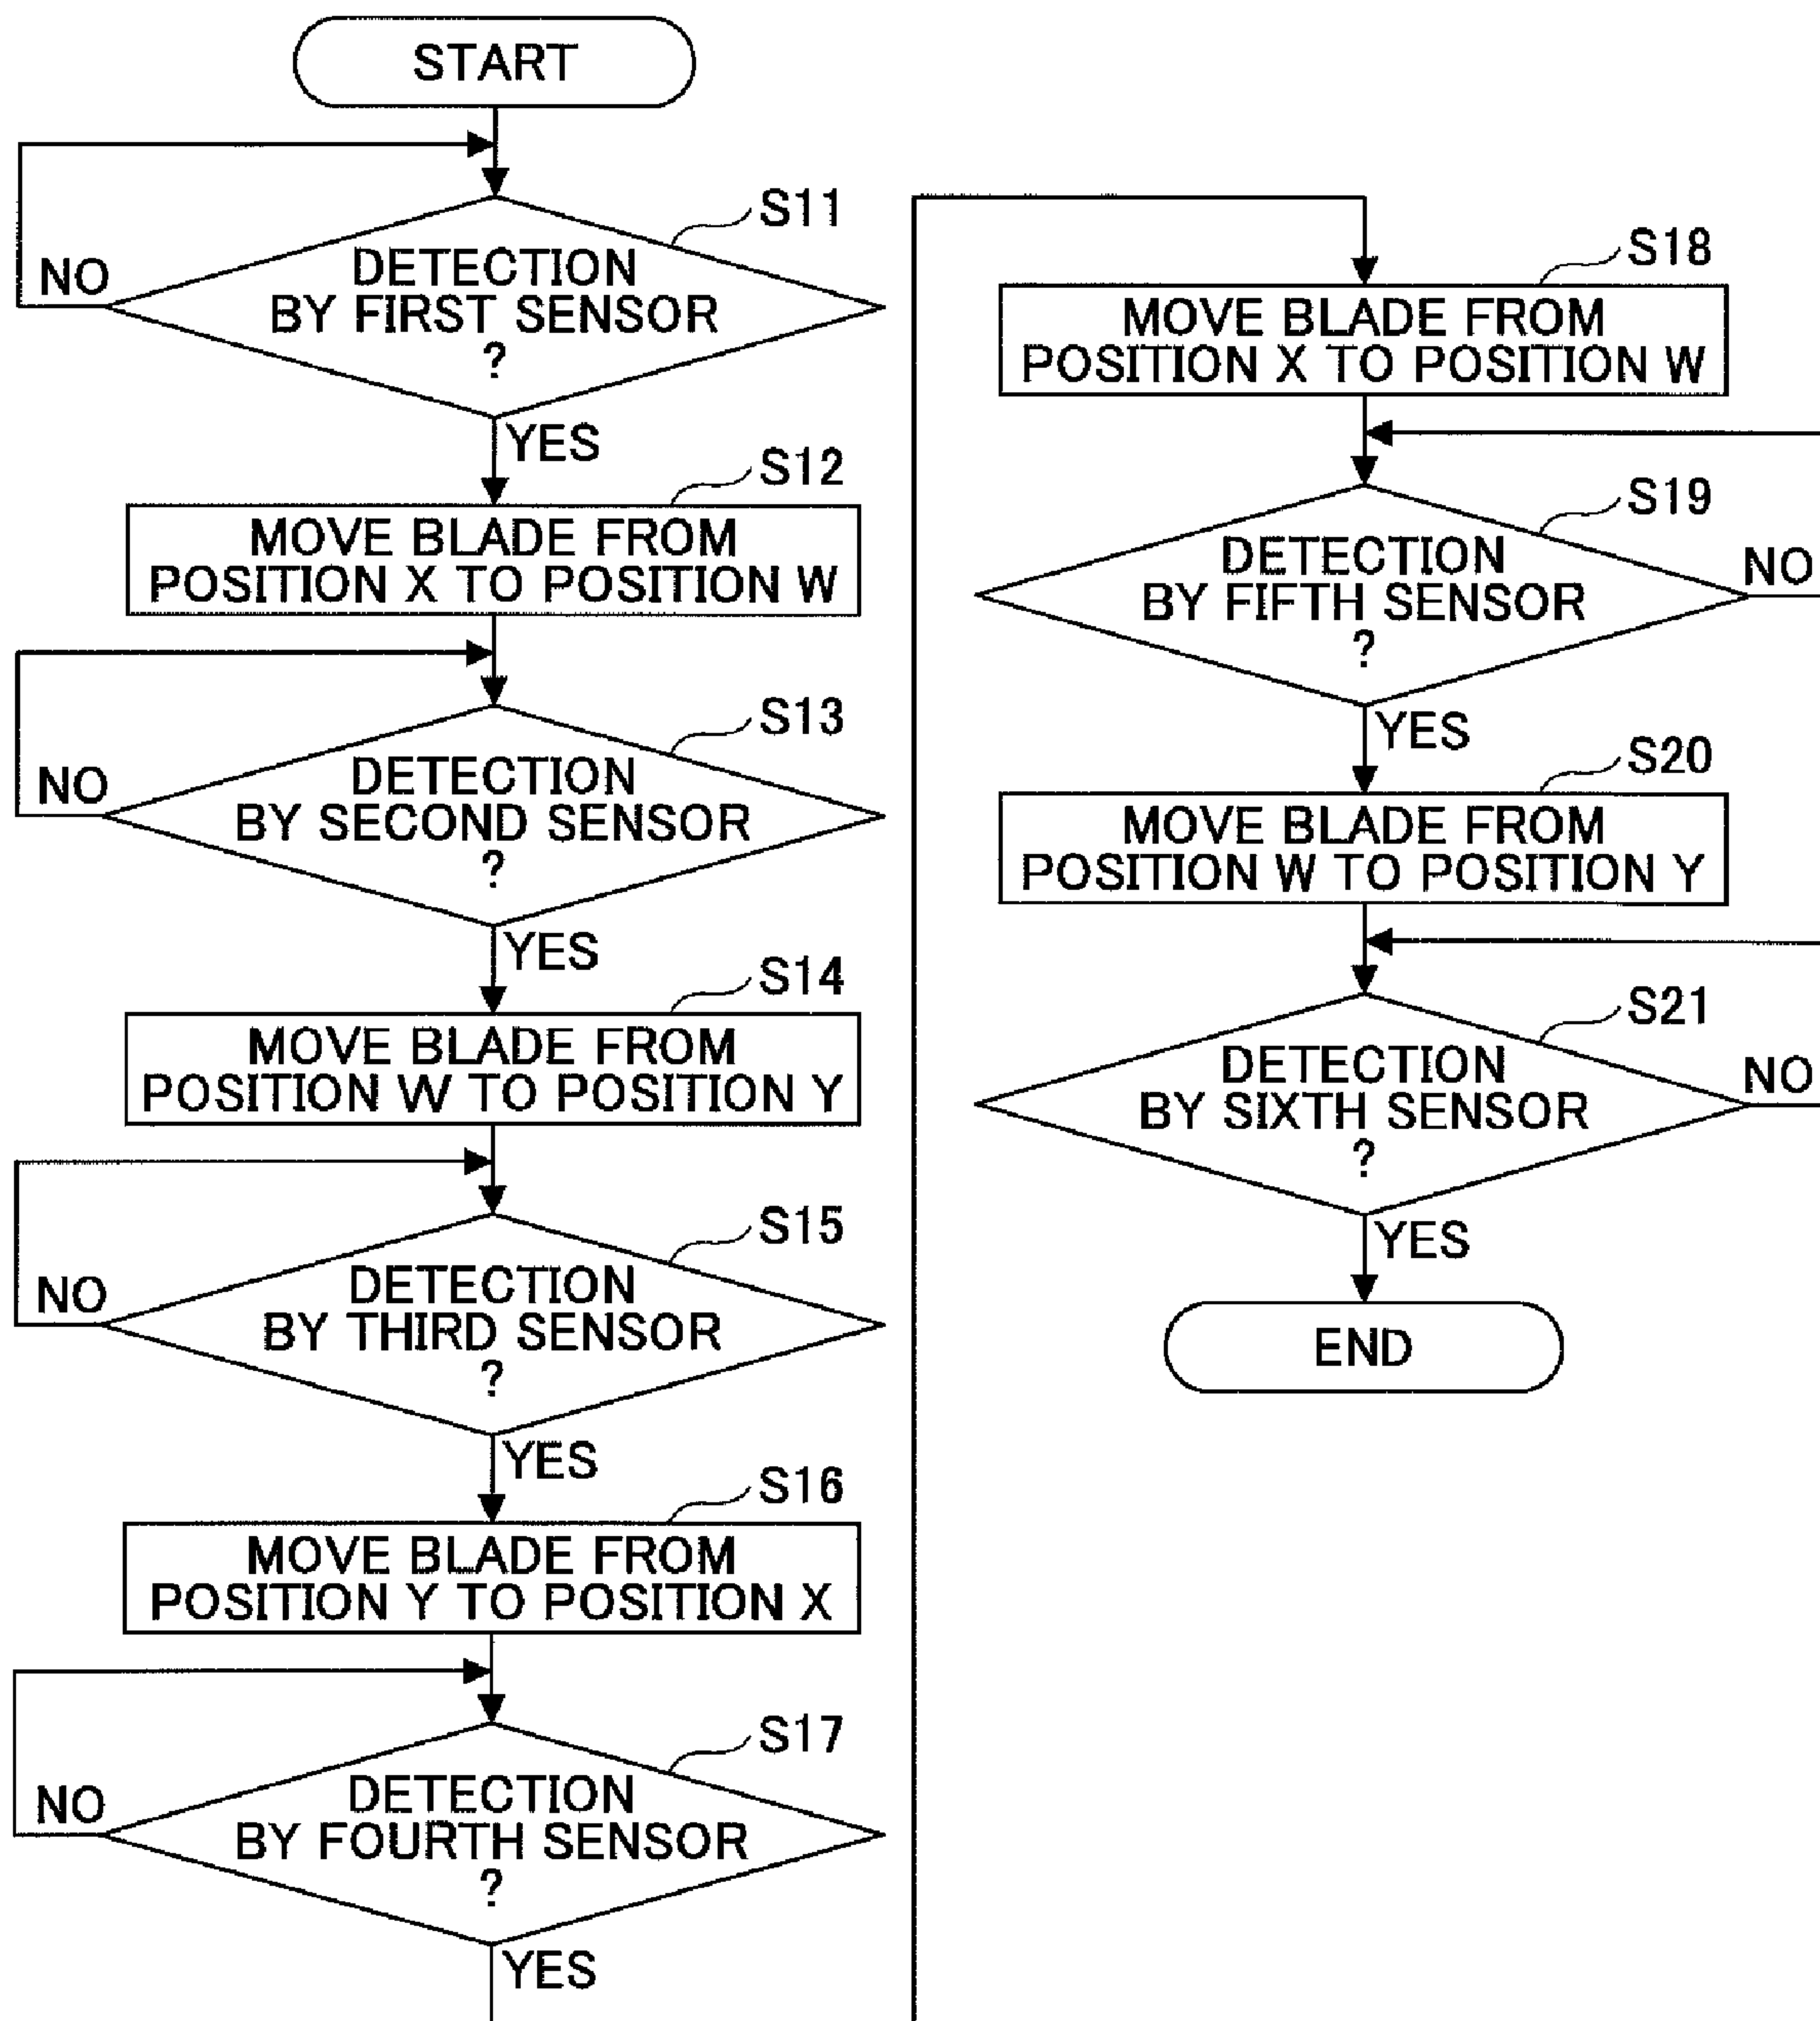 START
S11
DETECTION
NO
BY FIRST SENSOR
?
YES
S12
MOVE BLADE FROM
POSITION X TO POSITION W
S13
DETECTION
NO
BY SECOND SENSOR
?
YES
S14
MOVE BLADE FROM
POSITION W TO POSITION Y
S15
DETECTION
NO
BY THIRD SENSOR
?
YES
S16
MOVE BLADE FROM
POSITION Y TO POSITION X
S17
DETECTION
NO
BY FOURTH SENSOR
?
YES
S18
MOVE BLADE FROM
POSITION X TO POSITION W
S19
DETECTION
NO
BY FIFTH SENSOR
?
YES
S20
MOVE BLADE FROM
POSITION W TO POSITION Y
S21
DETECTION
NO
BY SIXTH SENSOR
?
YES
END